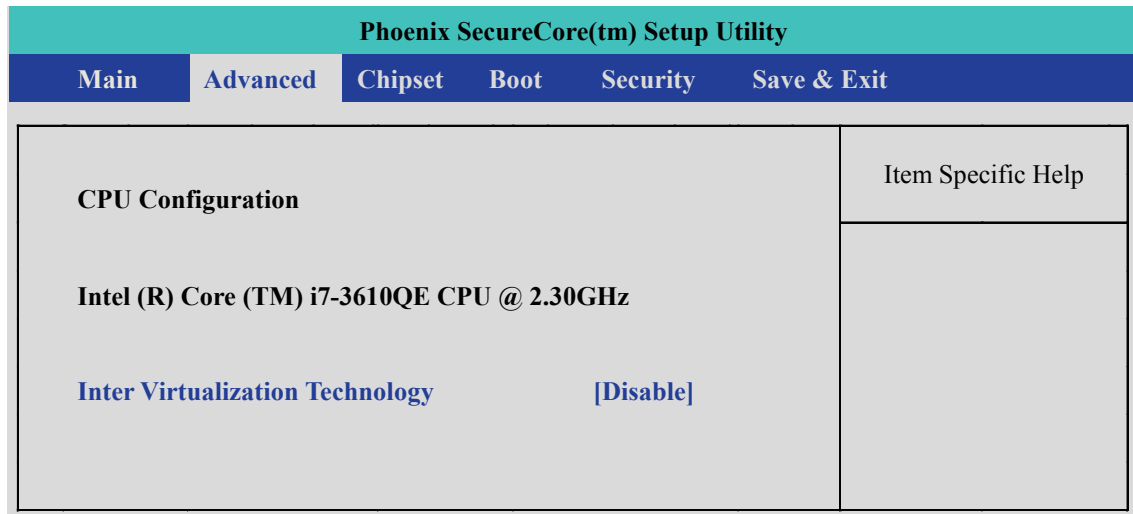 Phoenix SecureCore(tm) Setup Utility
Main Advanced Chipset Boot Security Save & Exit
CPU Configuration
Item Specific Help
Intel (R) Core (TM) i7-3610QE CPU @ 2.30GHz
Inter Virtualization Technology [Disable]